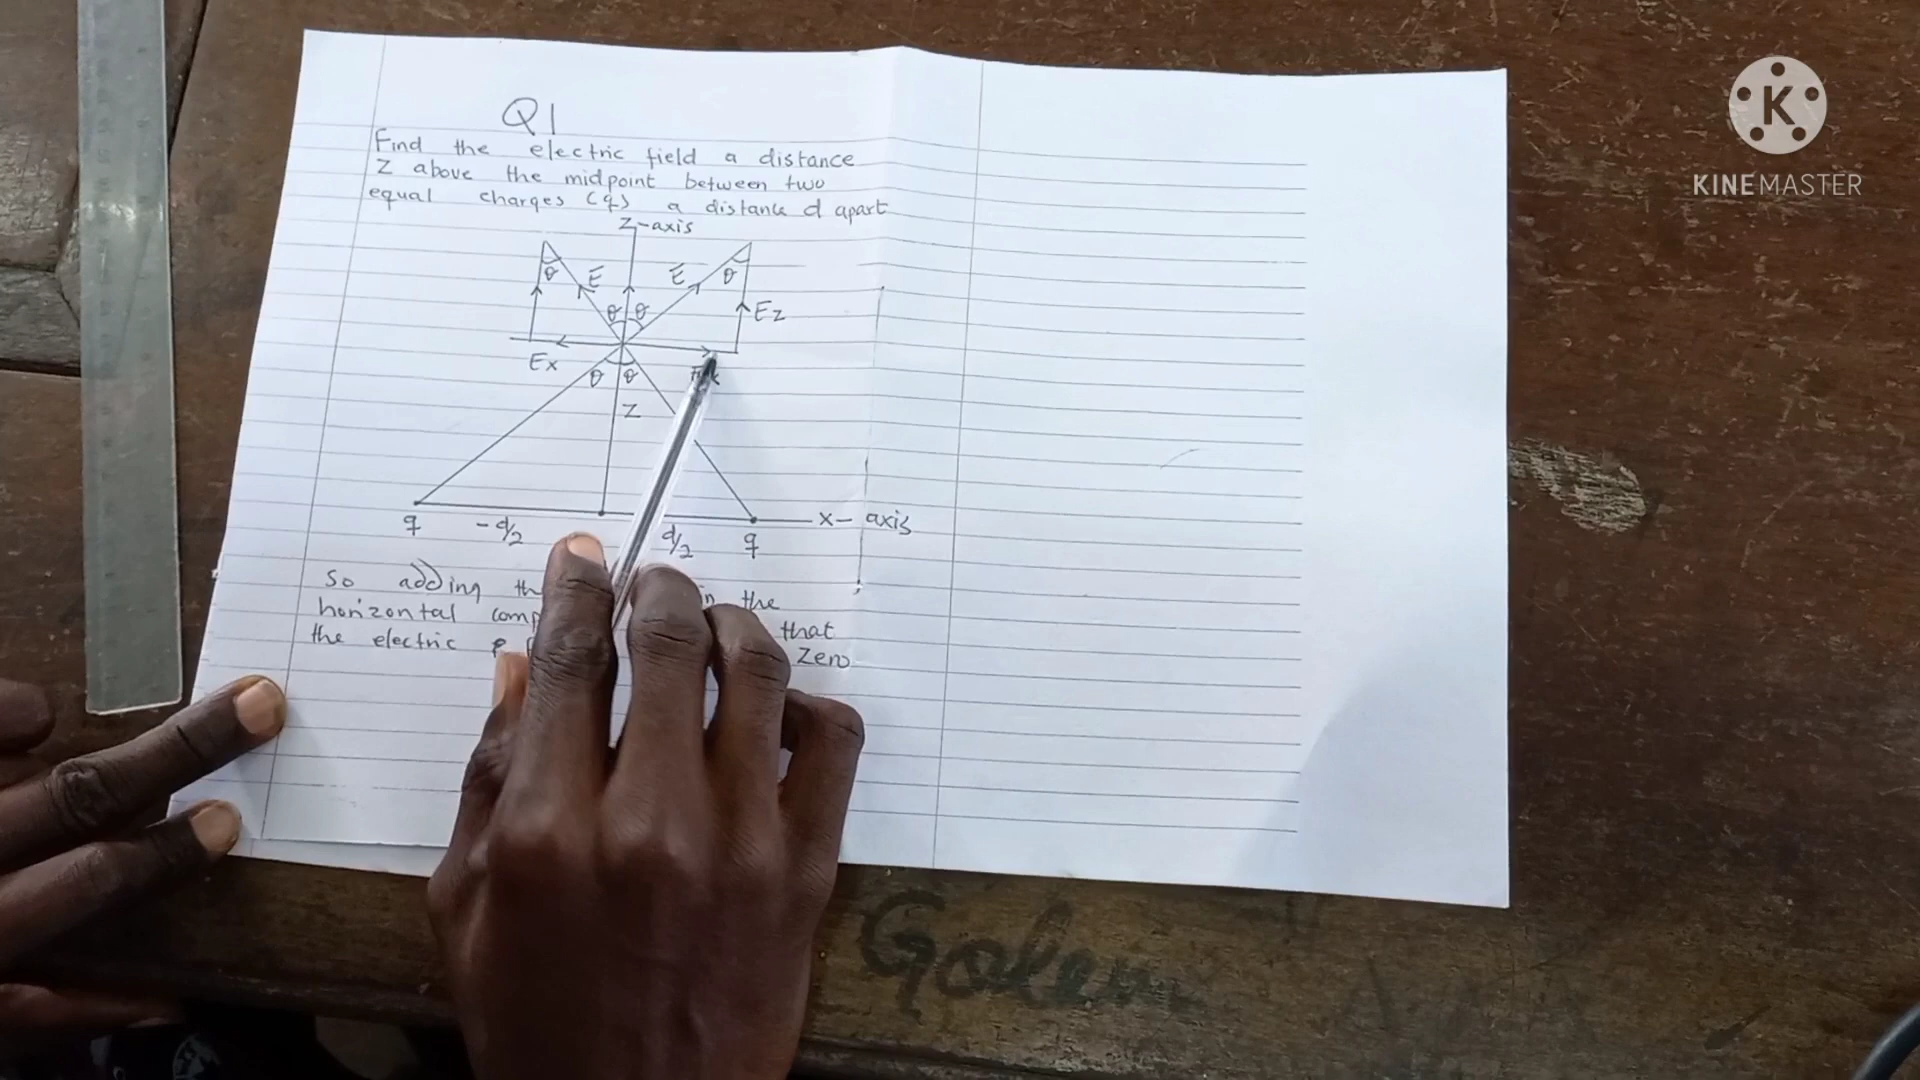 Q1
Find the electric field a distance
Z above the midpoint between two
equal charges (q) a distance d apart
Z-axis
θ E E θ
θ θ Ez
Ex
θ θ
Z
q -d/2 d/2 q x- axis
so adding the
horizontal that
the electric Zero
KINEMASTER
Golem